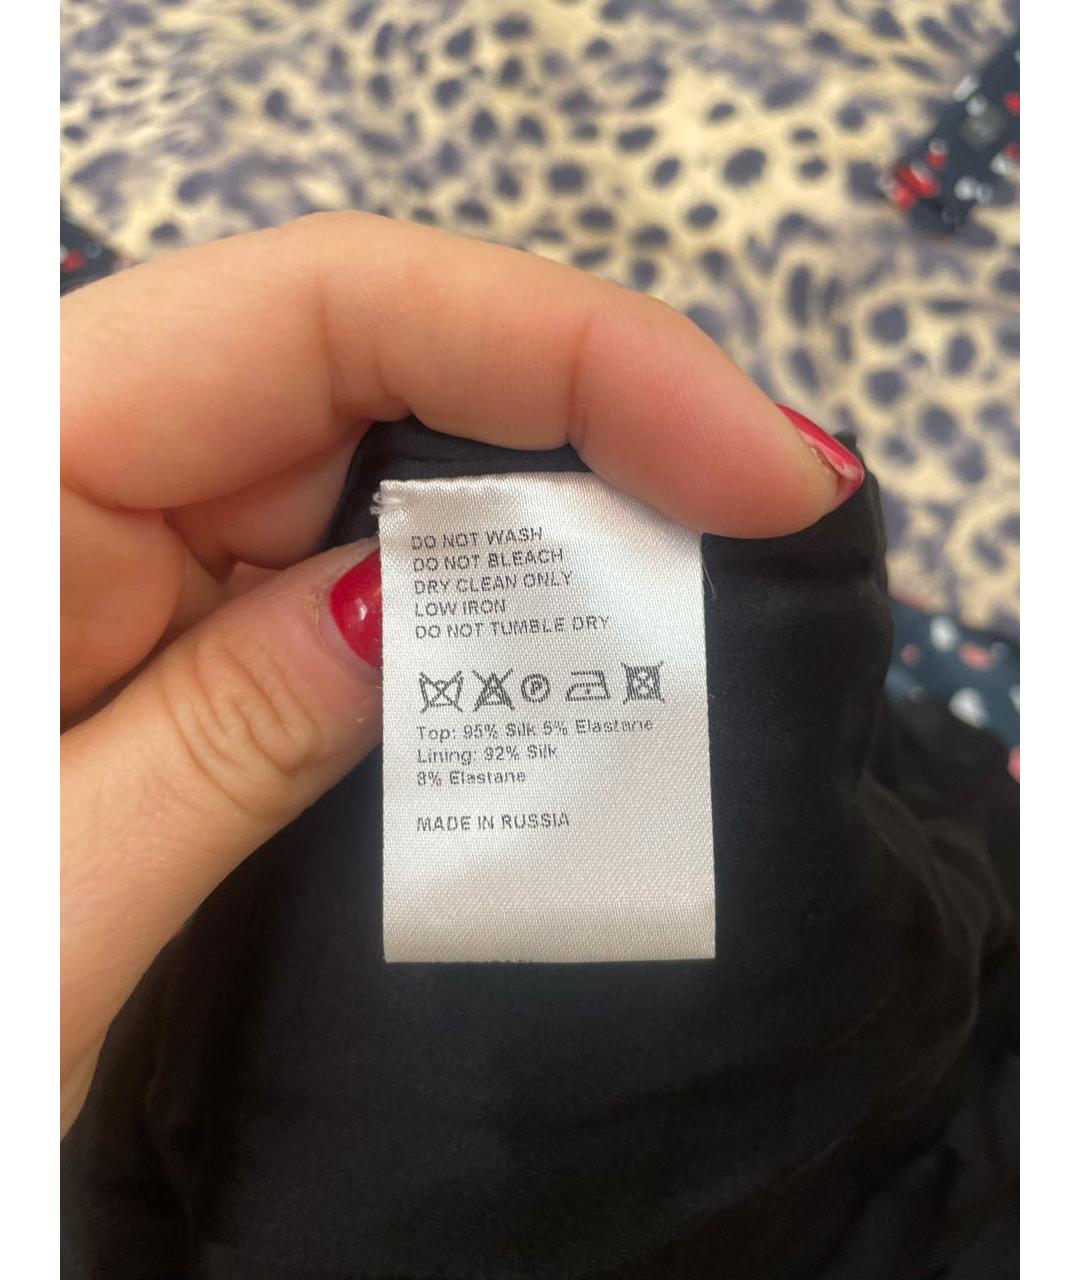 DO NOT WASH
DO NOT BLEACH
DRY CLEAN ONLY
LOW IRON
DO NOT TUMBLE DRY
P
Top: 95% Silk 5% Elastane
Lining: 92% Silk
8% Elastane
MADE IN RUSSIA